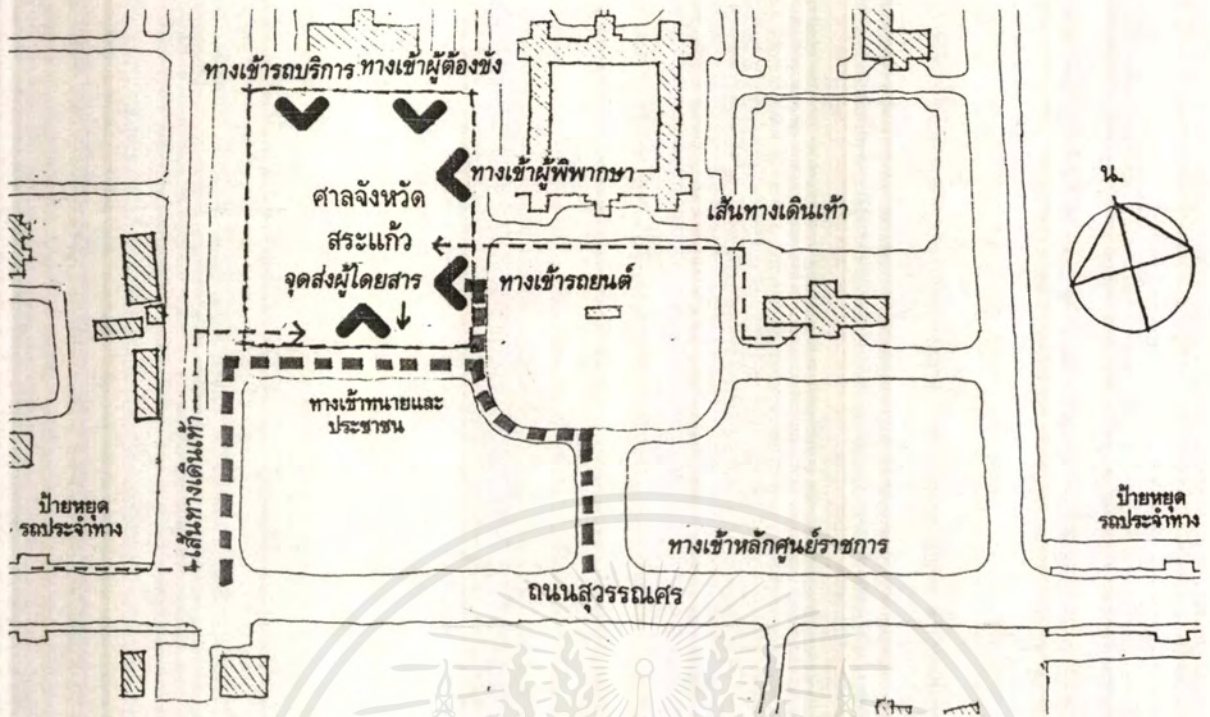 ทางเข้ารถบริการ ทางเข้าผู้ต้องขัง
ทางเข้าผู้พิพากษา
น.
ศาลจังหวัด
สระแก้ว
เส้นทางเดินเท้า
จุดส่งผู้โดยสาร
ทางเข้ารถยนต์
ทางเข้าทนายและ
ประชาชน
เส้นทางเดินเท้า
ป้ายหยุด
รถประจำทาง
ป้ายหยุด
รถประจำทาง
ทางเข้าหลักศูนย์ราชการ
ถนนสุวรรณศร